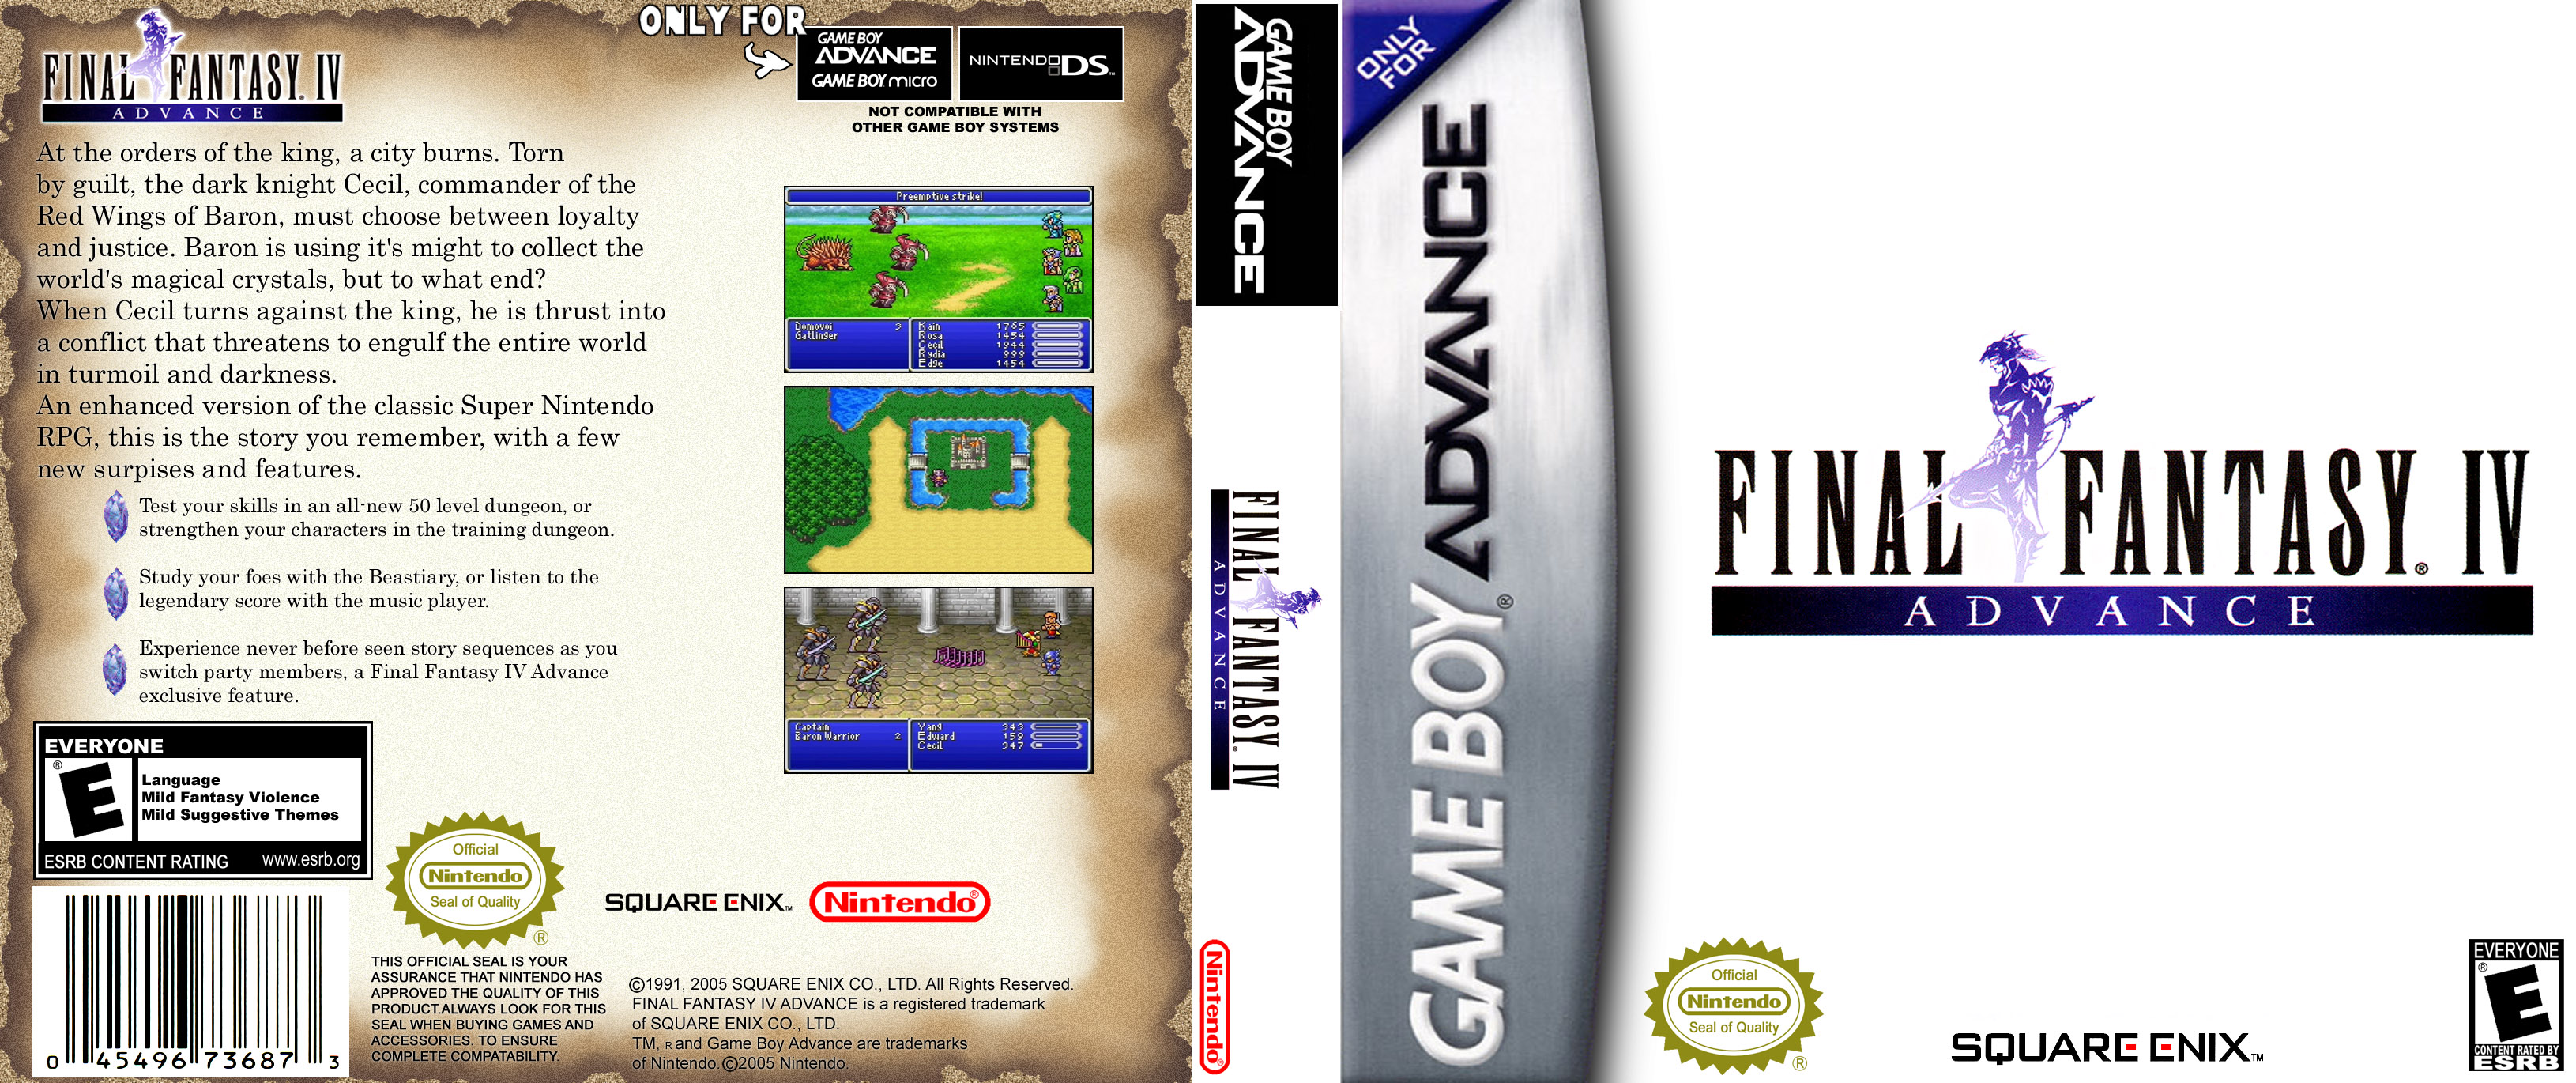 FINAL FANTASY. IV
ADVANCE
ONLY FOR
GAME BOY
ADVANCE
GAME BOY micro
NINTENDO DS™
NOT COMPATIBLE WITH
OTHER GAME BOY SYSTEMS
At the orders of the king, a city burns. Torn
by guilt, the dark knight Cecil, commander of the
Red Wings of Baron, must choose between loyalty
and justice. Baron is using it's might to collect the
world's magical crystals, but to what end?
When Cecil turns against the king, he is thrust into
a conflict that threatens to engulf the entire world
in turmoil and darkness.
An enhanced version of the classic Super Nintendo
RPG, this is the story you remember, with a few
new surprises and features.
Test your skills in an all-new 50 level dungeon, or
strengthen your characters in the training dungeon.
Study your foes with the Beastiary, or listen to the
legendary score with the music player.
Experience never before seen story sequences as you
switch party members, a Final Fantasy IV Advance
exclusive feature.
Preemptive strike!
Domovoi 3
Gatlinger
Kain 1765
Rosa 1454
Cecil 1944
Rydia 999
Edge 1454
Captain
Baron Warrior 2
Yang 343
Edward 159
Cecil 347
EVERYONE
E®
Language
Mild Fantasy Violence
Mild Suggestive Themes
ESRB CONTENT RATING www.esrb.org
0 45496 73687 3
Official
Nintendo
Seal of Quality
®
THIS OFFICIAL SEAL IS YOUR
ASSURANCE THAT NINTENDO HAS
APPROVED THE QUALITY OF THIS
PRODUCT.ALWAYS LOOK FOR THIS
SEAL WHEN BUYING GAMES AND
ACCESSORIES. TO ENSURE
COMPLETE COMPATABILITY.
SQUARE ENIX™
Nintendo®
©1991, 2005 SQUARE ENIX CO., LTD. All Rights Reserved.
FINAL FANTASY IV ADVANCE is a registered trademark
of SQUARE ENIX CO., LTD.
TM, R and Game Boy Advance are trademarks
of Nintendo.©2005 Nintendo.
GAME BOY
ADVANCE
FINAL FANTASY. IV
ADVANCE
Nintendo®
ONLY
FOR
GAME BOY® ADVANCE
FINAL FANTASY.® IV
ADVANCE
Official
Nintendo
Seal of Quality
®
SQUARE ENIX™
EVERYONE
E®
CONTENT RATED BY
ESRB